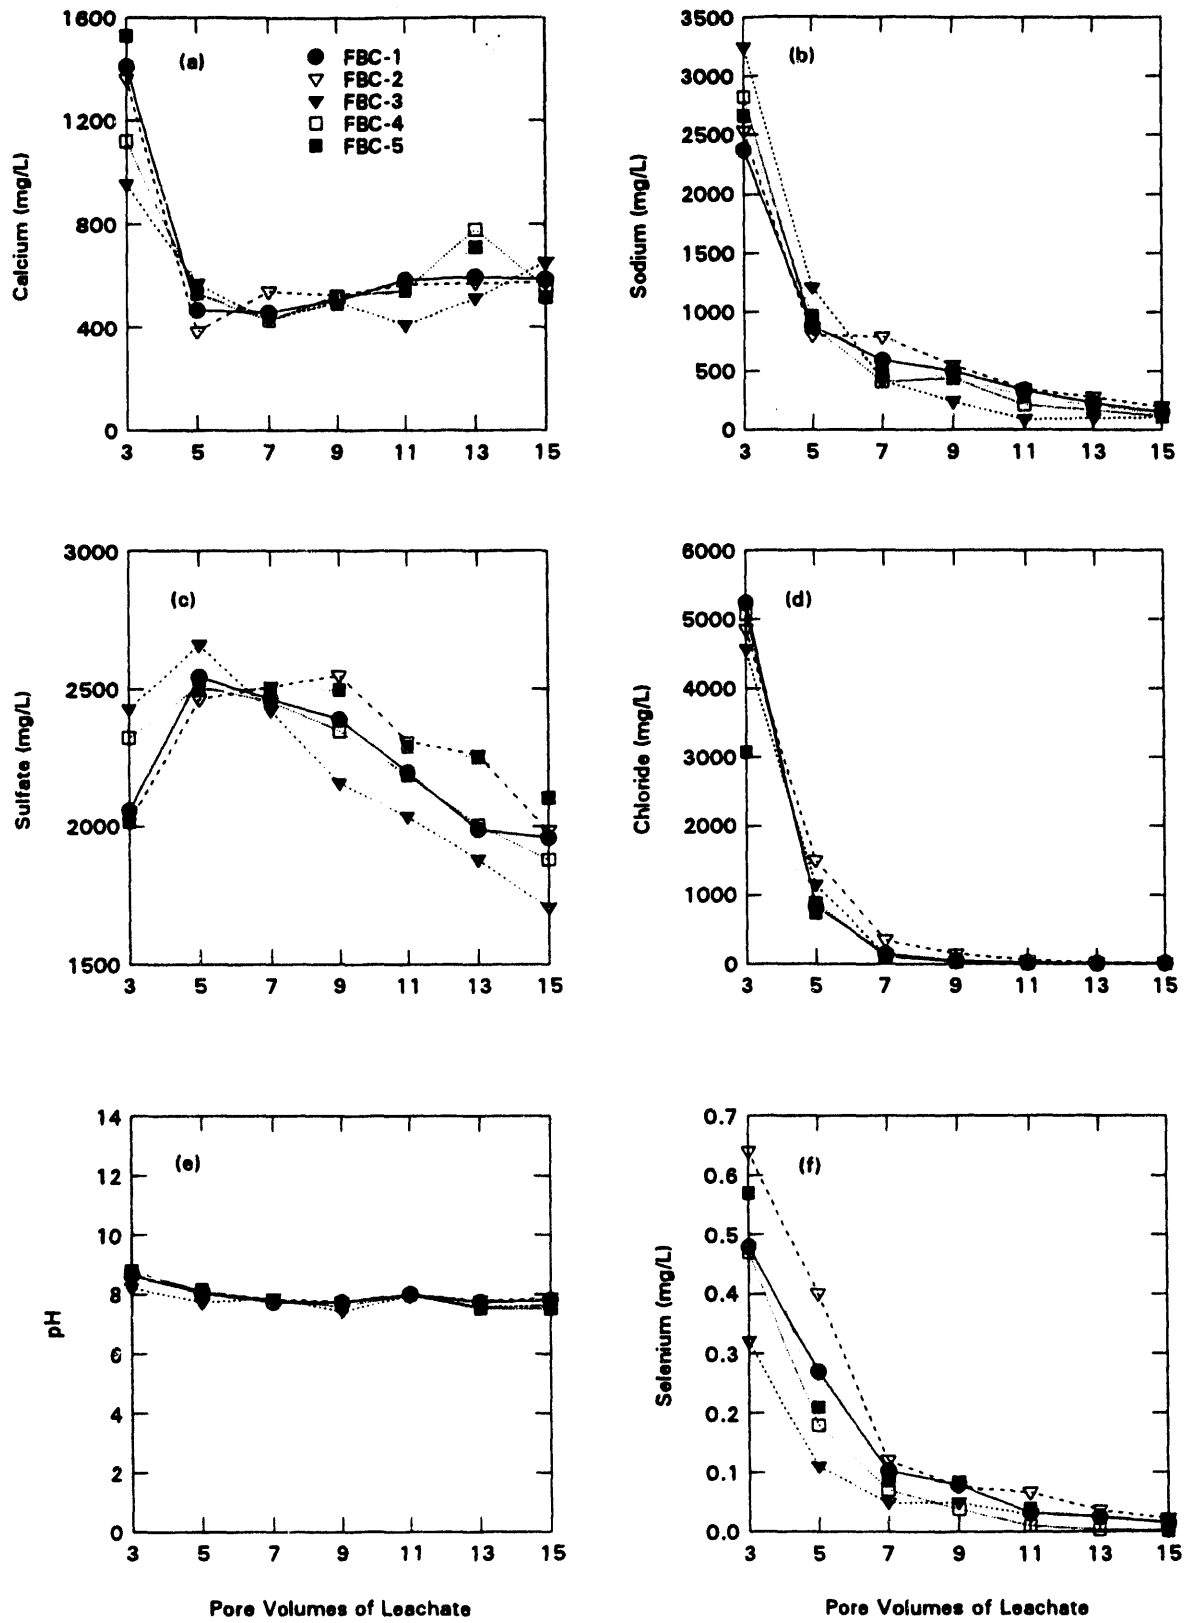 (a)
FBC-1
FBC-2
FBC-3
FBC-4
FBC-5
Calcium (mg/L)
1600
1200
800
400
0
3 5 7 9 11 13 15
(b)
Sodium (mg/L)
3500
3000
2500
2000
1500
1000
500
0
3 5 7 9 11 13 15
(c)
Sulfate (mg/L)
3000
2500
2000
1500
3 5 7 9 11 13 15
(d)
Chloride (mg/L)
6000
5000
4000
3000
2000
1000
0
3 5 7 9 11 13 15
(e)
pH
14
12
10
8
6
4
2
0
3 5 7 9 11 13 15
Pore Volumes of Leachate
(f)
Selenium (mg/L)
0.7
0.6
0.5
0.4
0.3
0.2
0.1
0.0
3 5 7 9 11 13 15
Pore Volumes of Leachate